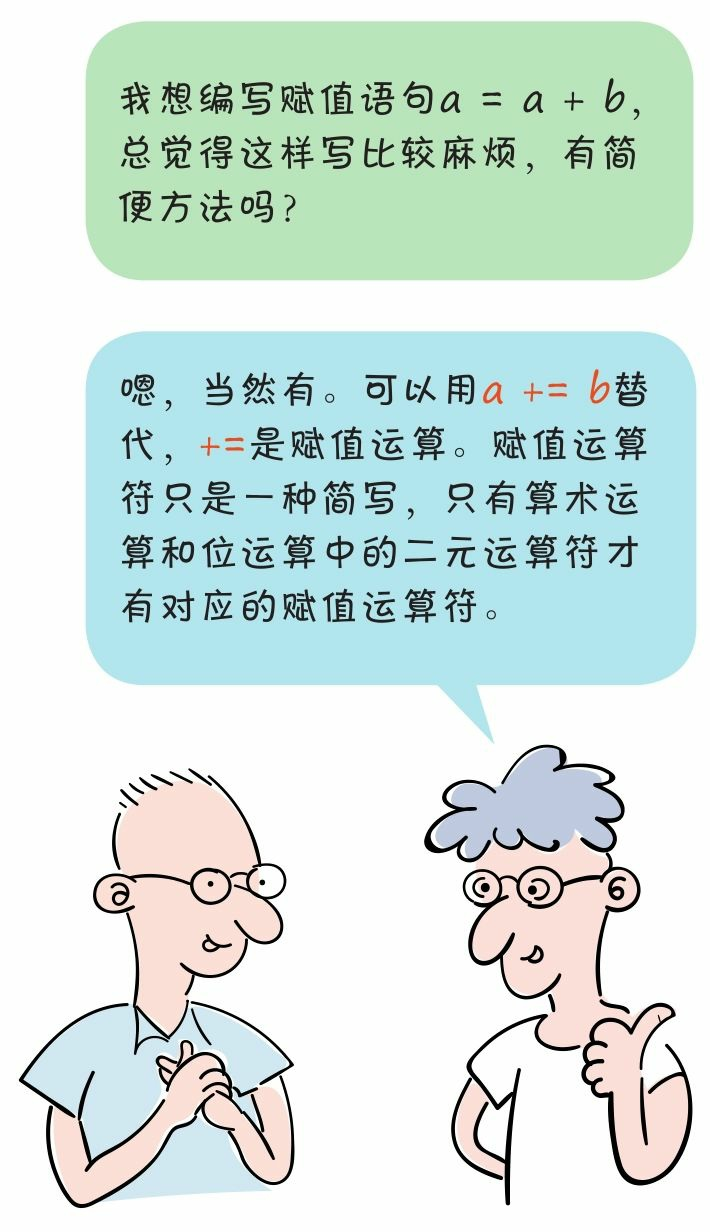 我想编写赋值语句a = a + b，
总觉得这样写比较麻烦，有简
便方法吗？
嗯，当然有。可以用a += b替
代，+=是赋值运算。赋值运算
符只是一种简写，只有算术运
算和位运算中的二元运算符才
有对应的赋值运算符。